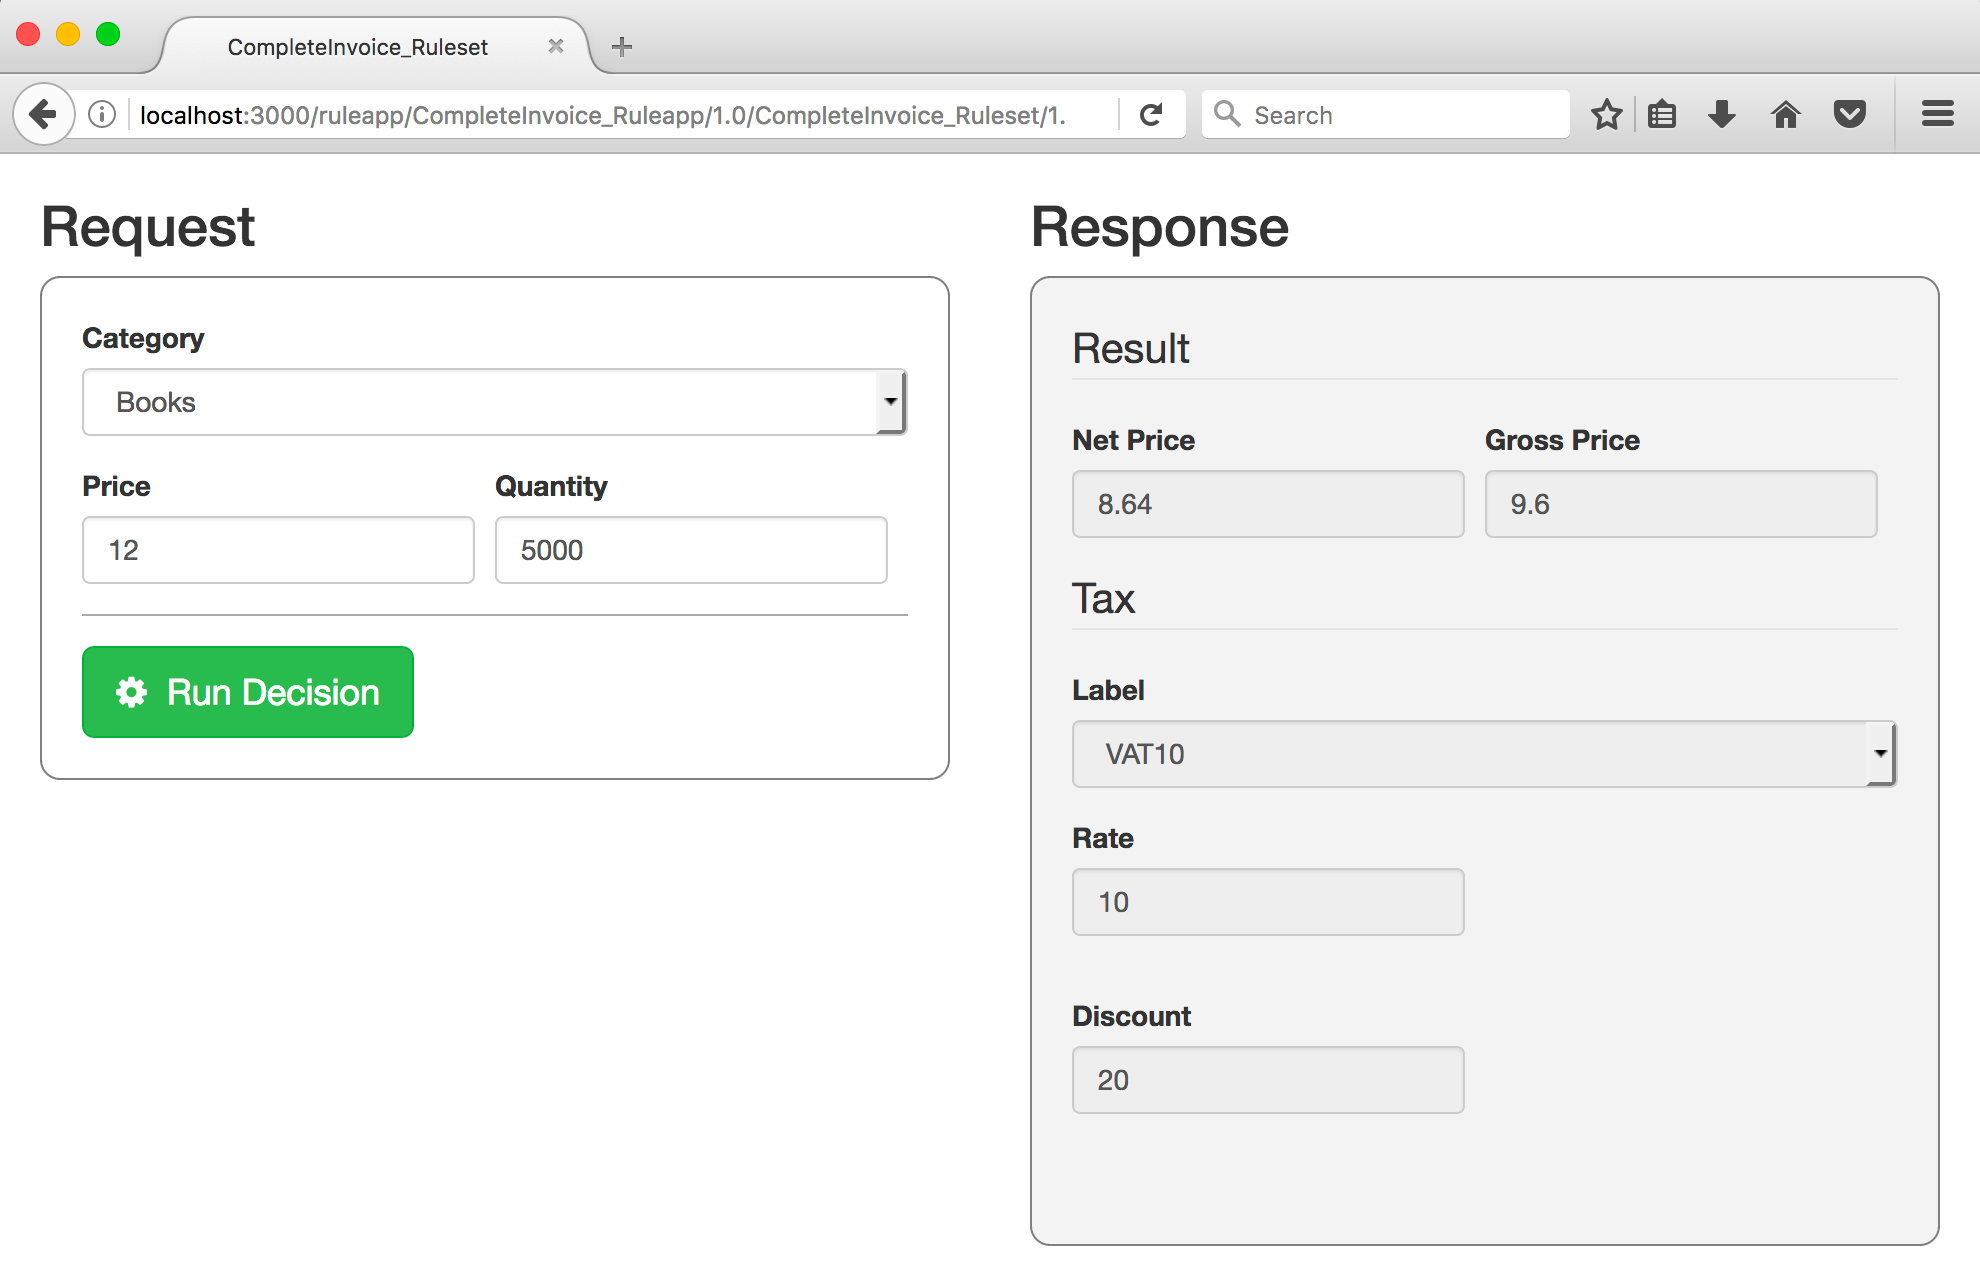 CompleteInvoice_Ruleset
localhost:3000/ruleapp/CompleteInvoice_Ruleapp/1.0/CompleteInvoice_Ruleset/1.
Search
Request
Category
Books
Price
Quantity
12
5000
Run Decision
Response
Result
Net Price
Gross Price
8.64
9.6
Tax
Label
VAT10
Rate
10
Discount
20